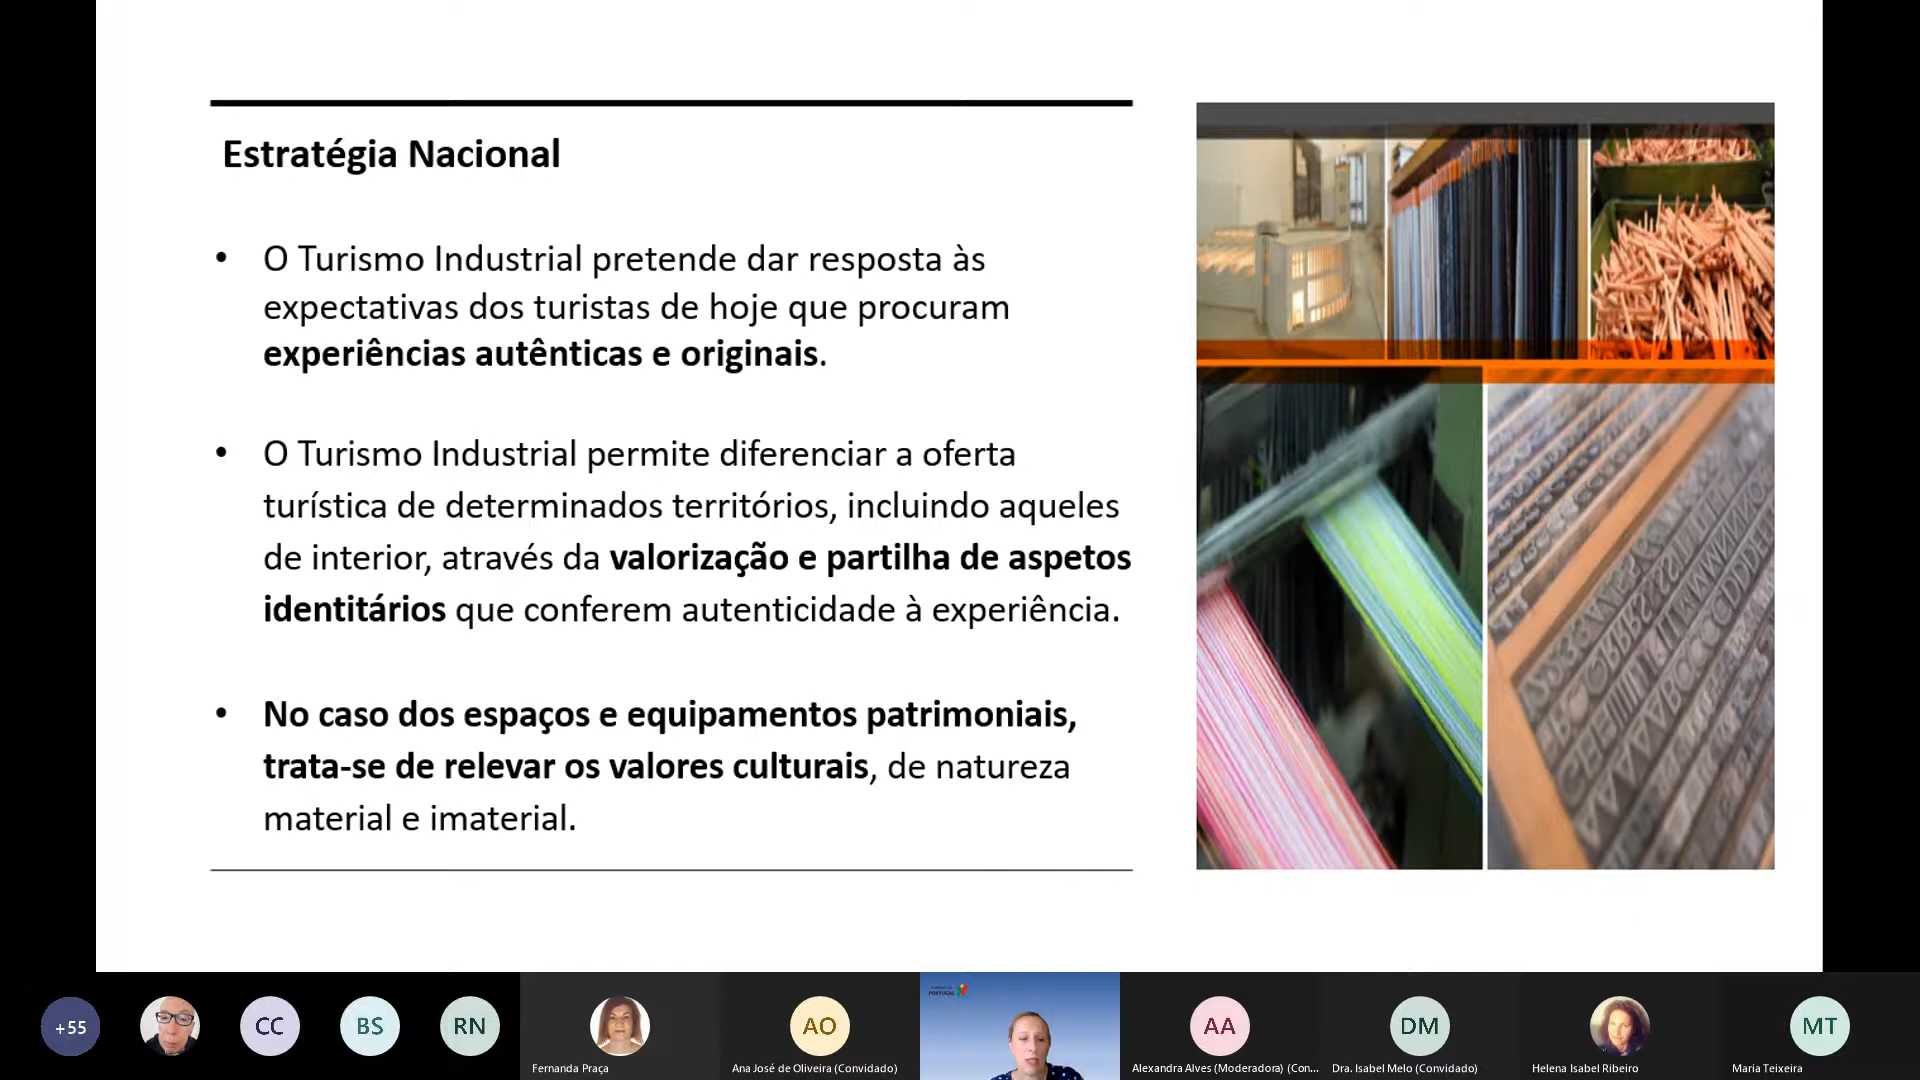 Estratégia Nacional
• O Turismo Industrial pretende dar resposta às
expectativas dos turistas de hoje que procuram
experiências autênticas e originais.
• O Turismo Industrial permite diferenciar a oferta
turística de determinados territórios, incluindo aqueles
de interior, através da valorização e partilha de aspetos
identitários que conferem autenticidade à experiência.
• No caso dos espaços e equipamentos patrimoniais,
trata-se de relevar os valores culturais, de natureza
material e imaterial.
+55
CC
BS
RN
Fernanda Praça
AO
Ana José de Oliveira (Convidado)
PORTUGAL
AA
Alexandra Alves (Moderadora) (Con...
DM
Dra. Isabel Melo (Convidado)
Helena Isabel Ribeiro
MT
Maria Teixeira